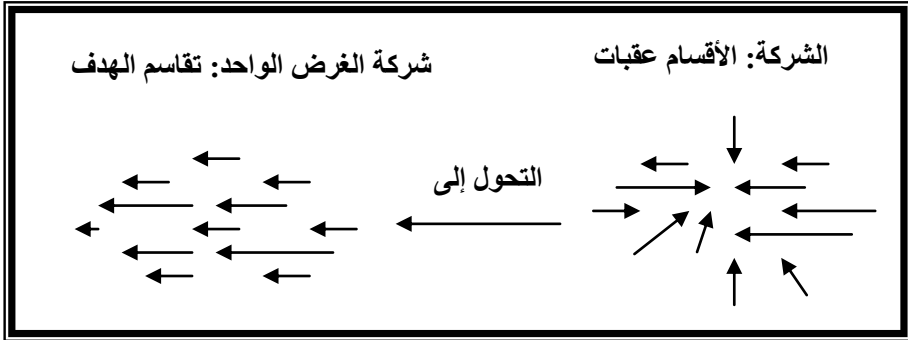 الشركة: الأقسام عقبات
شركة الغرض الواحد: تقاسم الهدف
التحول إلى